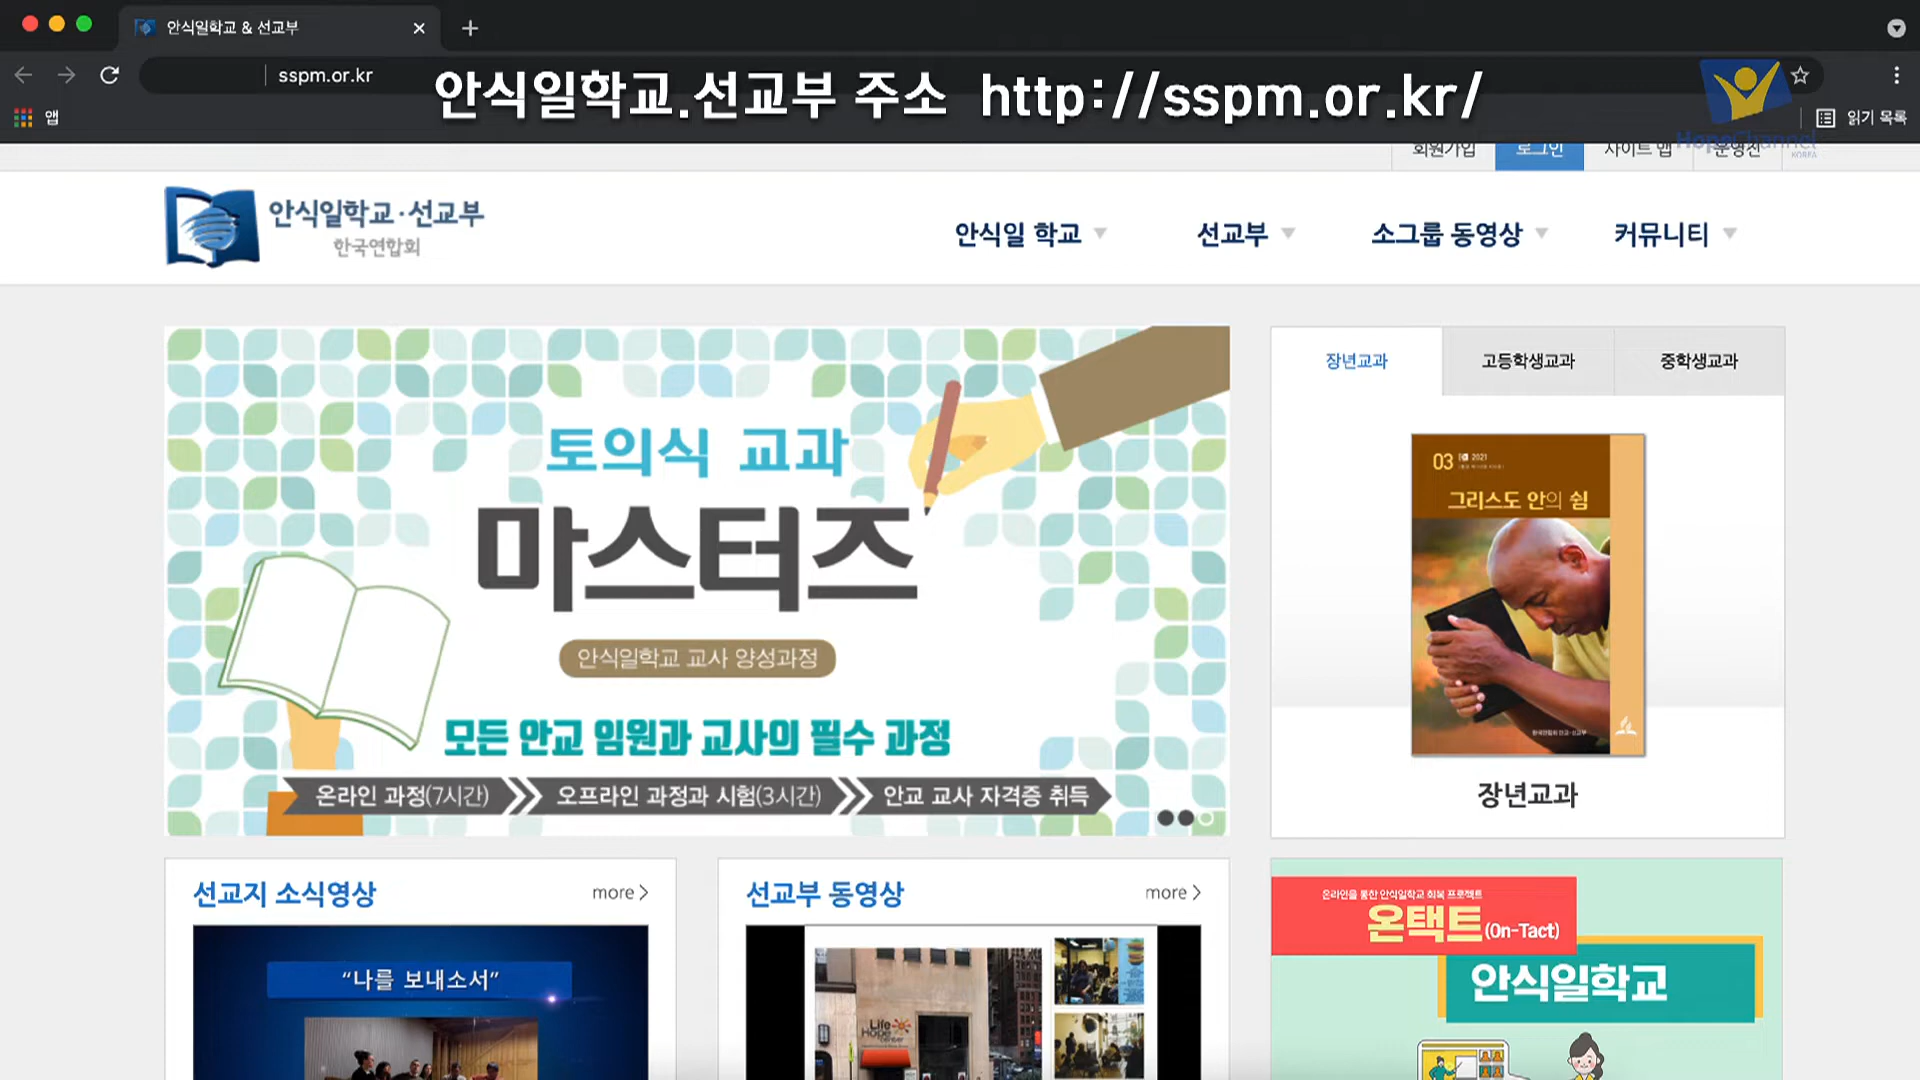 안식일학교 & 선교부
sspm.or.kr
안식일학교.선교부 주소 http://sspm.or.kr/
앱
읽기 목록
HopeChannel
KOREA
회원가입
로그인
사이트 맵
운영진
안식일학교·선교부
한국연합회
안식일 학교
선교부
소그룹 동영상
커뮤니티
토의식 교과
마스터즈
안식일학교 교사 양성과정
모든 안교 임원과 교사의 필수 과정
온라인 과정(7시간)
오프라인 과정과 시험(3시간)
안교 교사 자격증 취득
장년교과
고등학생교과
중학생교과
03
2021
그리스도 안의 쉼
장년교과
선교지 소식영상
more
선교부 동영상
more
“나를 보내소서”
Life
Hope
center
온라인을 통한 안식일학교 회복 프로젝트
온택트(On-Tact)
안식일학교